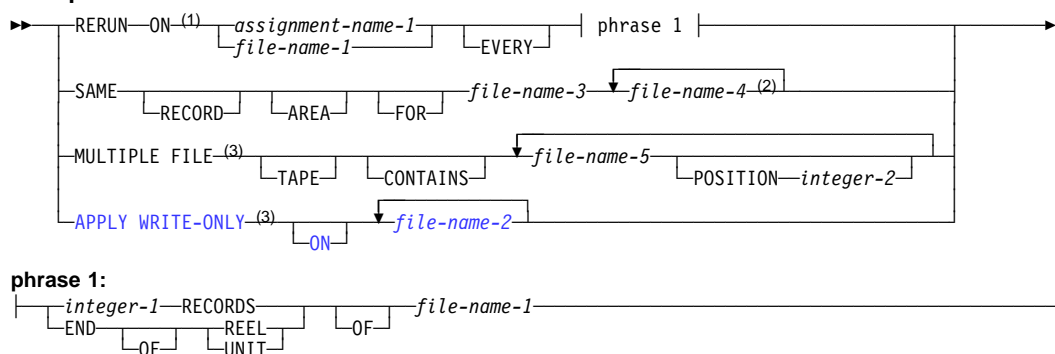 RERUN ON (1) assignment-name-1 phrase 1
file-name-1 EVERY
SAME file-name-3 file-name-4 (2)
RECORD AREA FOR
MULTIPLE FILE (3) file-name-5
TAPE CONTAINS POSITION integer-2
APPLY WRITE-ONLY (3) file-name-2
ON
phrase 1:
integer-1 RECORDS file-name-1
END REEL OF
OF UNIT